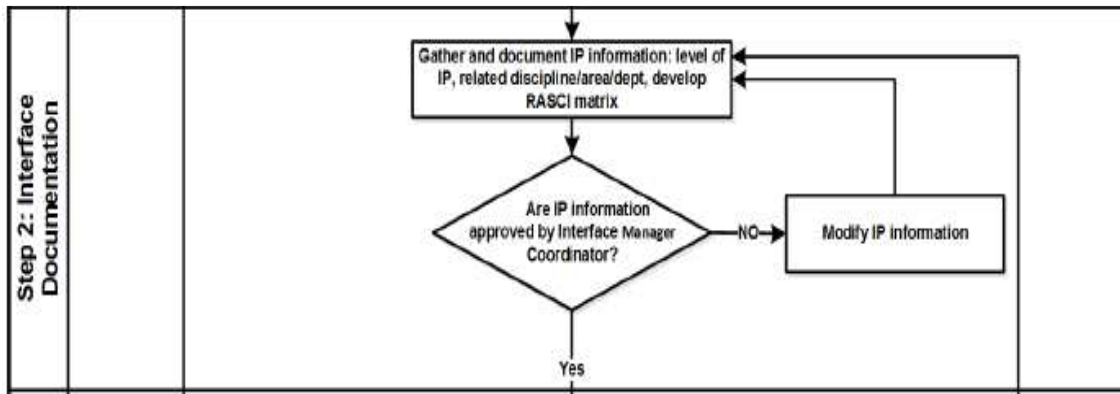 Step 2: Interface
Documentation
Gather and document IP information: level of
IP, related discipline/area/dept, develop
RASCI matrix
Are IP information
approved by Interface Manager
Coordinator?
NO
Modify IP information
Yes